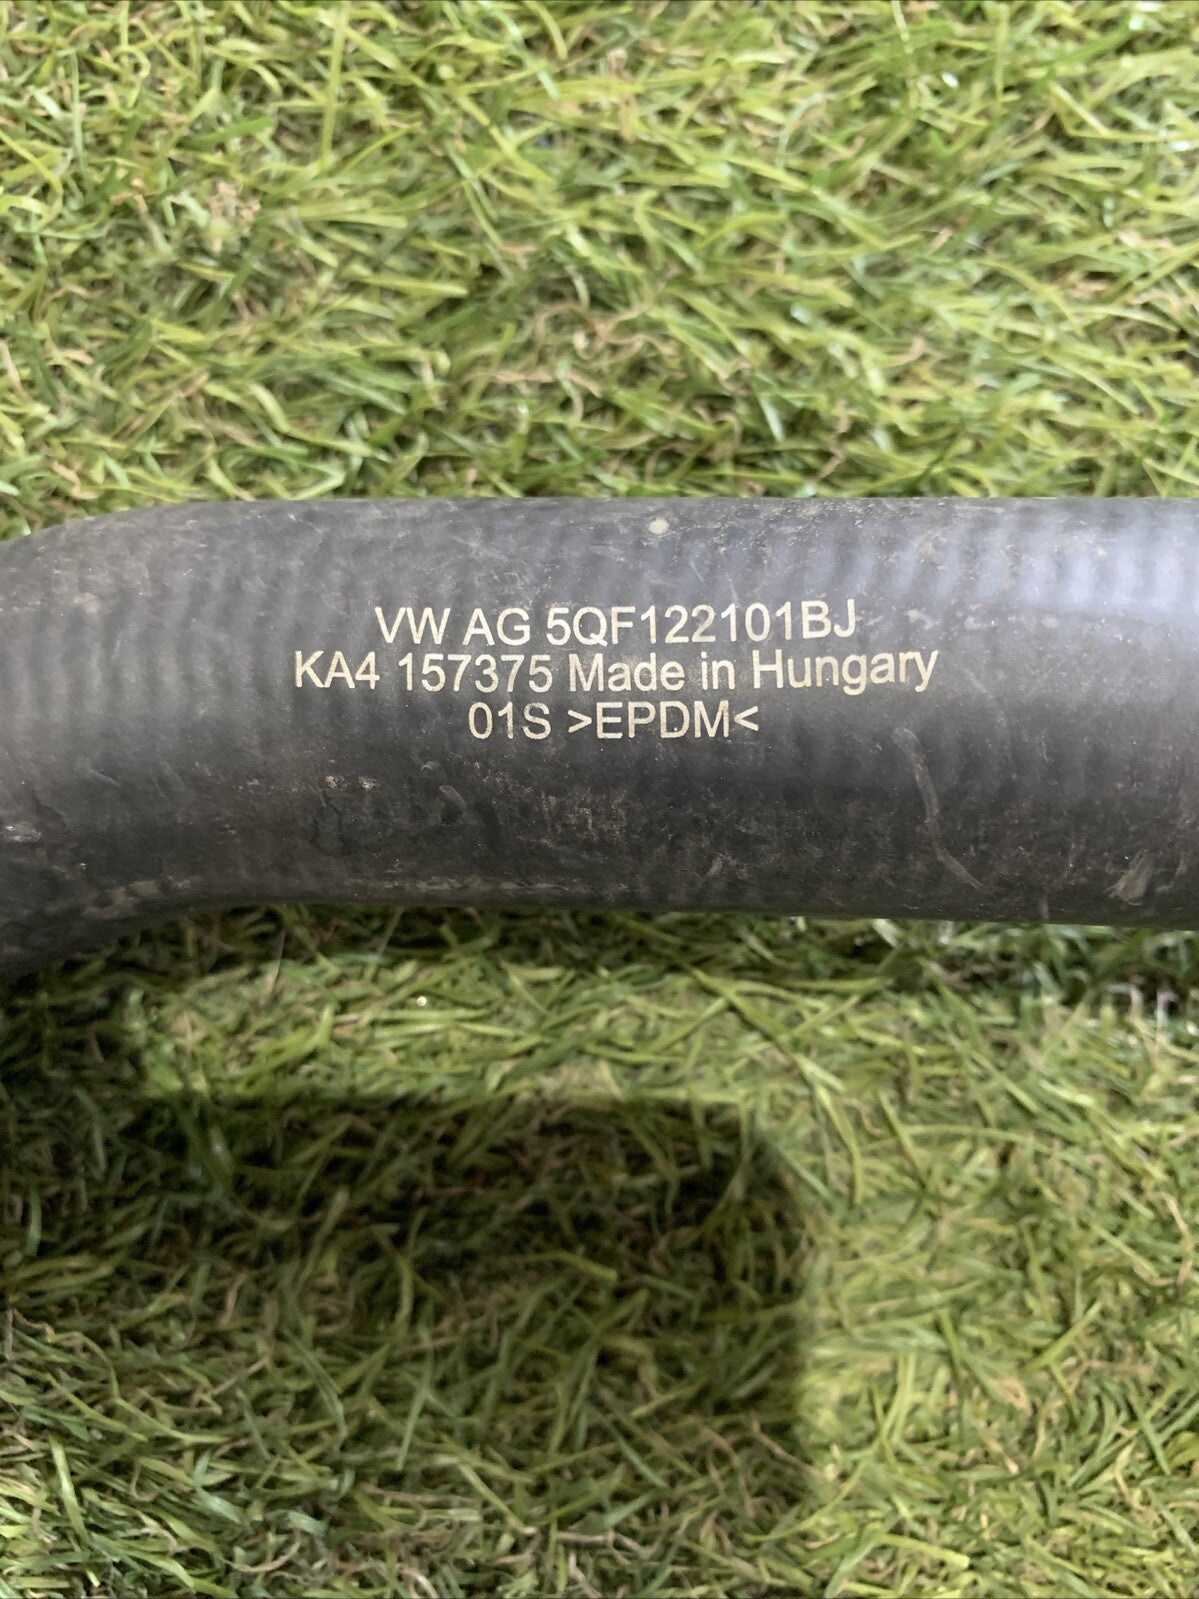 VW AG 5QF122101BJ
KA4 157375 Made in Hungary
01S >EPDM<